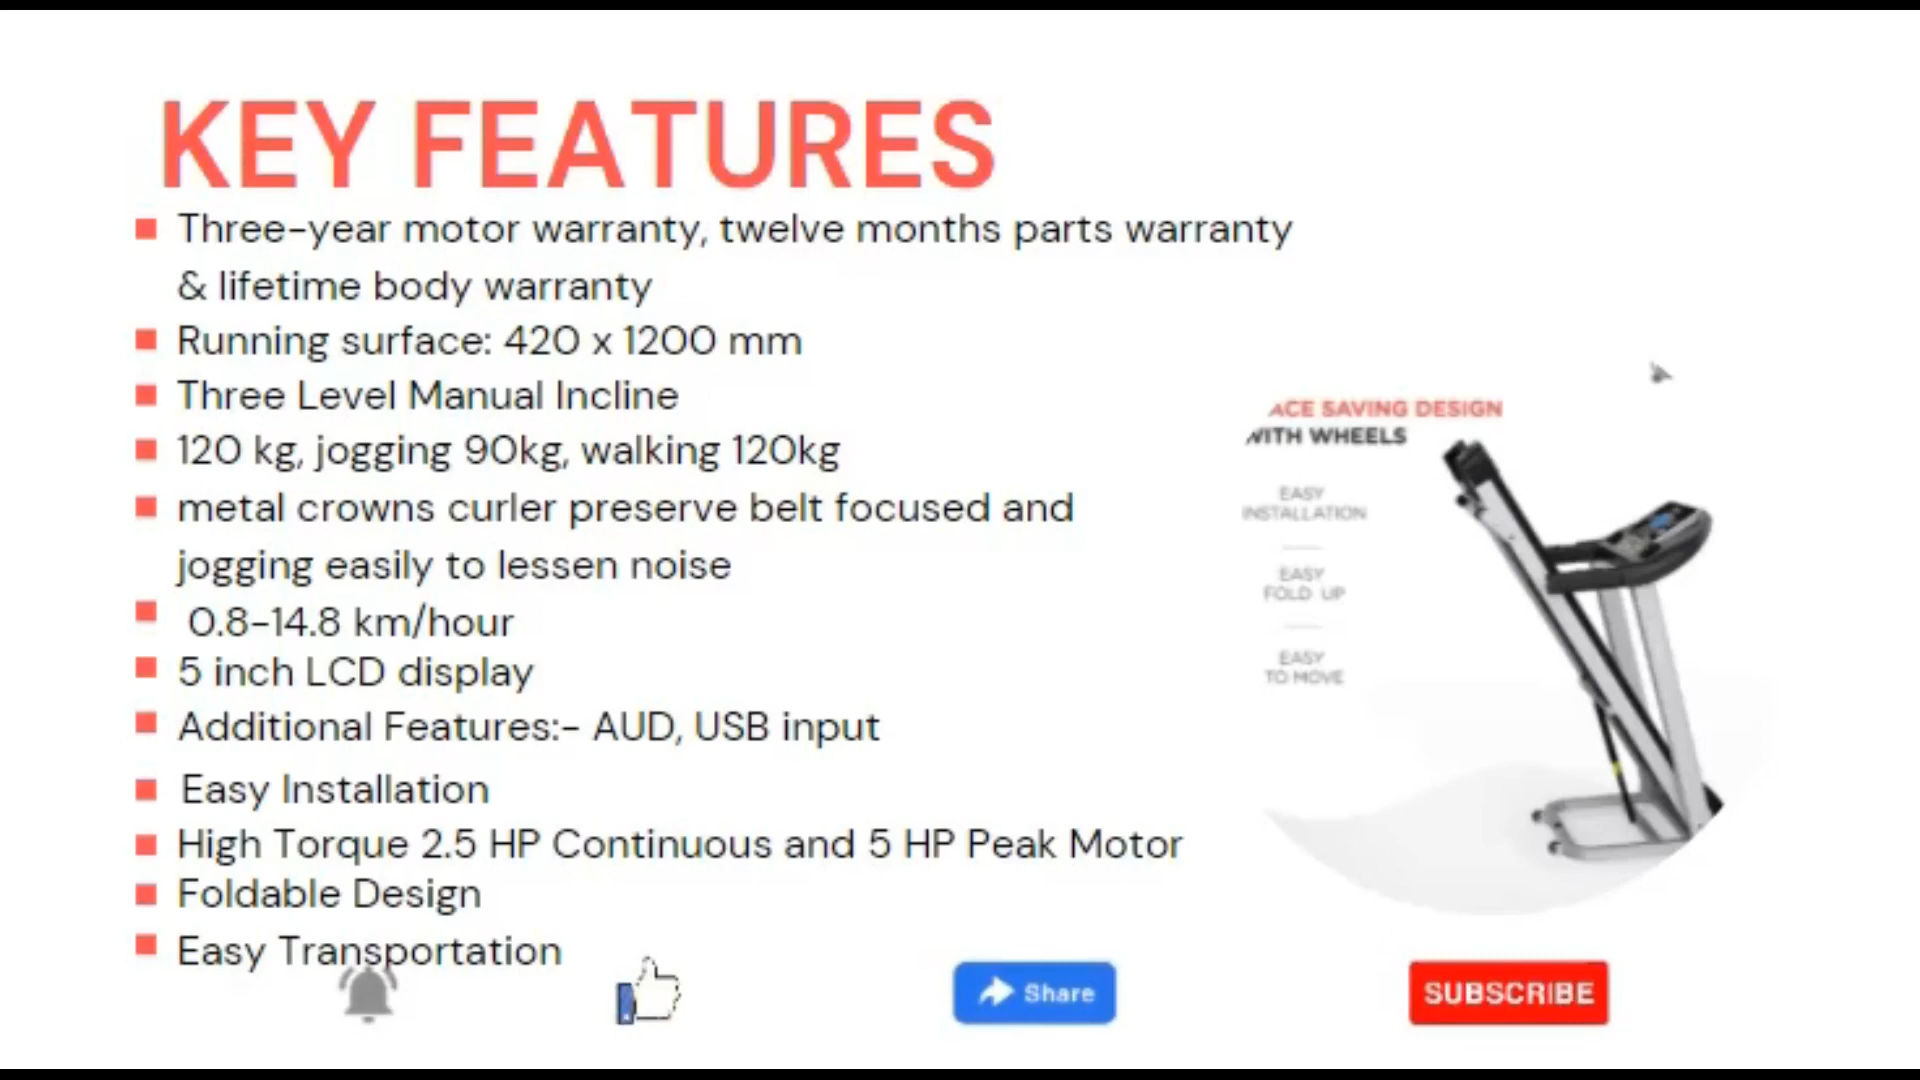 KEY FEATURES
Three-year motor warranty, twelve months parts warranty
& lifetime body warranty
Running surface: 420 x 1200 mm
Three Level Manual Incline
120 kg, jogging 90kg, walking 120kg
metal crowns curler preserve belt focused and
jogging easily to lessen noise
0.8-14.8 km/hour
5 inch LCD display
Additional Features:- AUD, USB input
Easy Installation
High Torque 2.5 HP Continuous and 5 HP Peak Motor
Foldable Design
Easy Transportation
ACE SAVING DESIGN
WITH WHEELS
EASY
INSTALLATION
EASY
FOLD UP
EASY
TO MOVE
Share
SUBSCRIBE